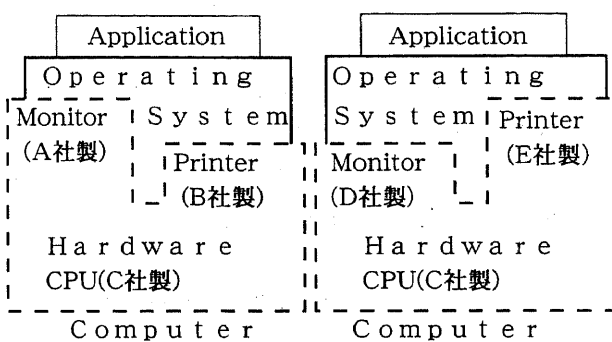 Application
Operating
System
Monitor
(A社製)
Printer
(B社製)
Hardware
CPU(C社製)
Computer
Application
Operating
System
Printer
(E社製)
Monitor
(D社製)
Hardware
CPU(C社製)
Computer